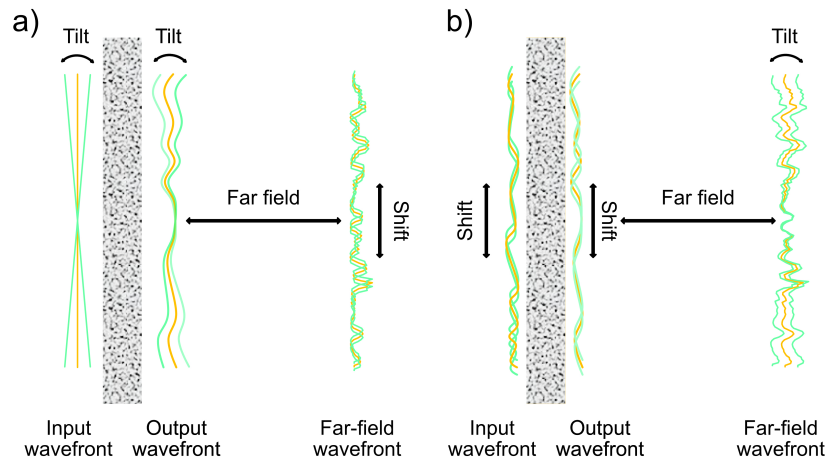 a)
Tilt
Far field
Shift
Input
wavefront
Output
wavefront
Far-field
wavefront
b)
Tilt
Shift
Shift
Far field
Input
wavefront
Output
wavefront
Far-field
wavefront